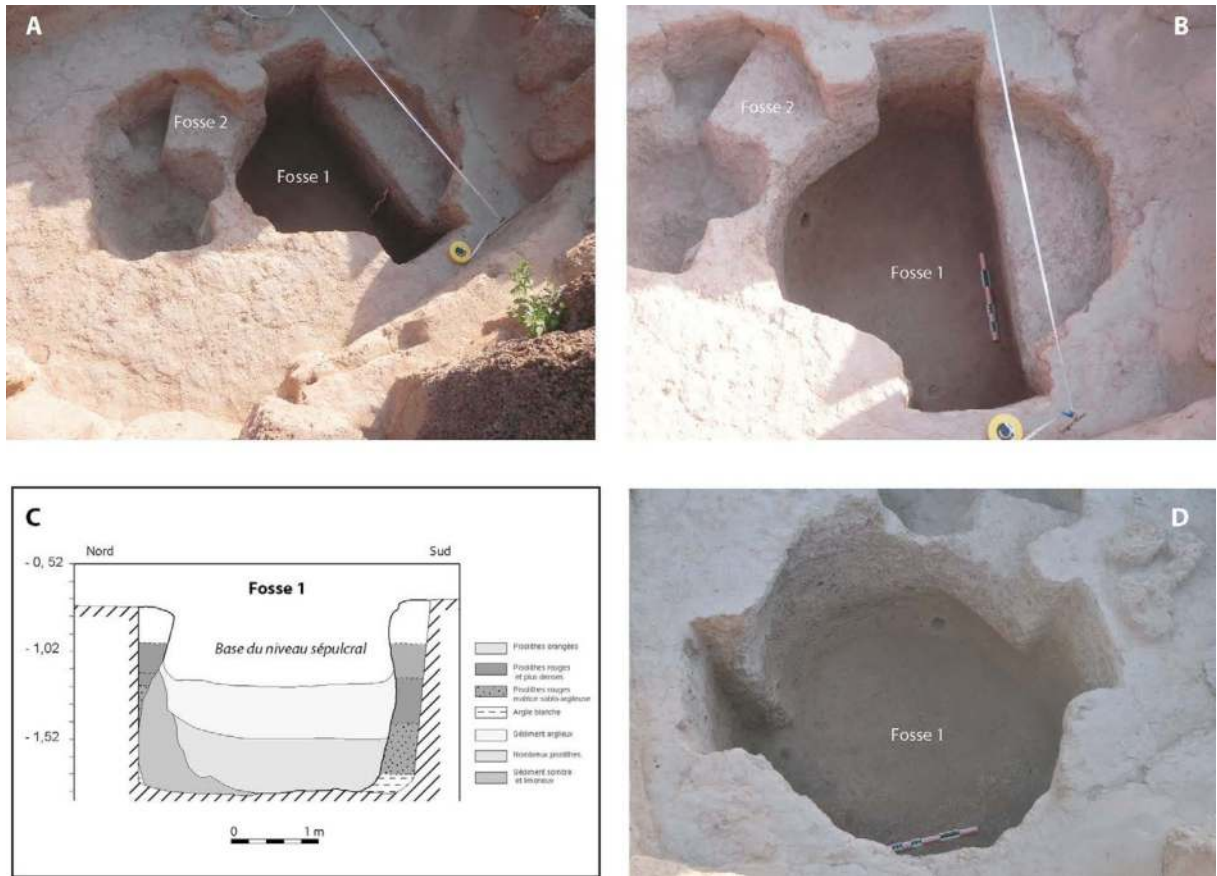 A
Fosse 2
Fosse 1
B
Fosse 2
Fosse 1
C
Nord
Sud
- 0, 52
Fosse 1
- 1,02
Base du niveau sépulcral
- 1,52
Pisolithes orangées
Pisolithes rouges
et plus denses
Pisolithes rouges
matrice sablo-argileuse
Argile blanche
Sédiment argileux
Nombreux pisolithes
Sédiment sombre
et limoneux
0
1 m
D
Fosse 1